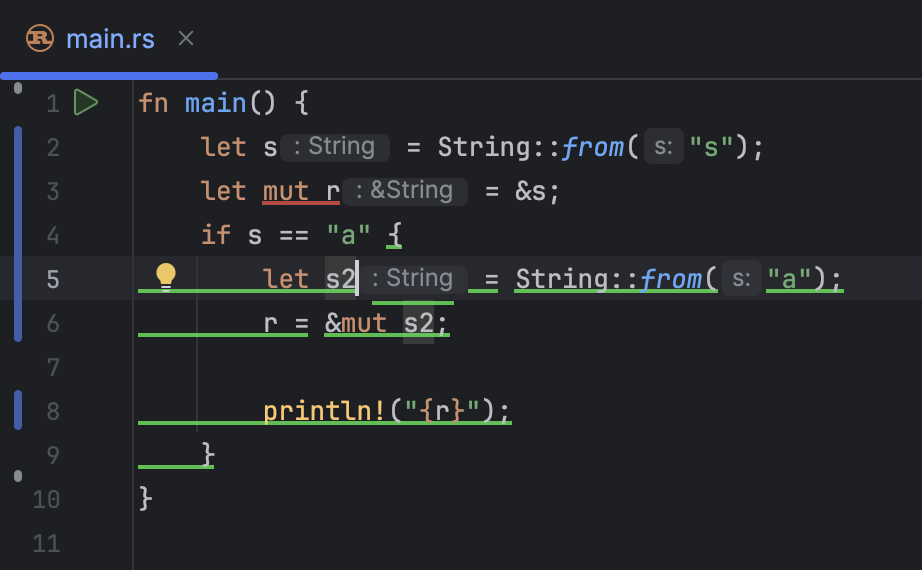 main.rs
1 fn main() {
2 let s : String = String::from( s: "s");
3 let mut r : &String = &s;
4 if s == "a" {
5 let s2 : String = String::from( s: "a");
6 r = &mut s2;
7
8 println!("{r}");
9 }
10 }
11